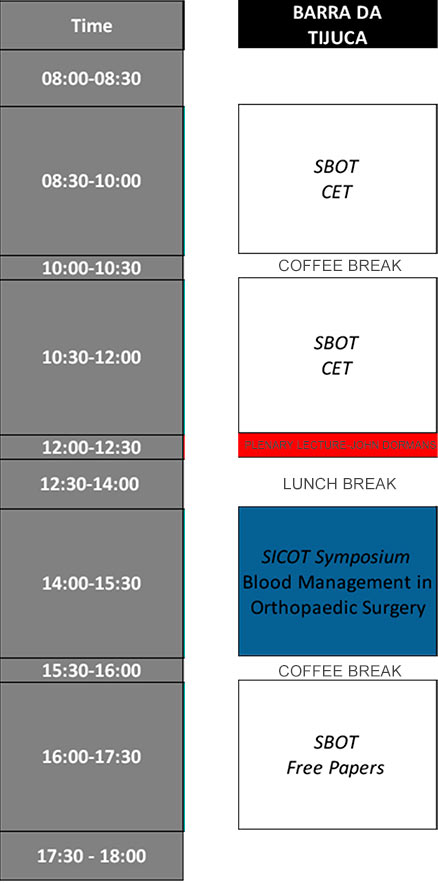 Time
BARRA DA
TIJUCA
08:00-08:30
08:30-10:00
SBOT
CET
10:00-10:30
COFFEE BREAK
10:30-12:00
SBOT
CET
12:00-12:30
PLENARY LECTURE JOHN
12:30-14:00
LUNCH BREAK
14:00-15:30
SICOT Symposium
Blood Management in
Orthopaedic Surgery
15:30-16:00
COFFEE BREAK
16:00-17:30
SBOT
Free Papers
17:30 - 18:00